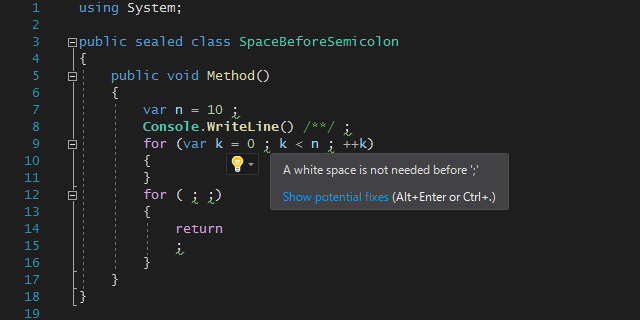 1 using System;
2
3 public sealed class SpaceBeforeSemicolon
4 {
5     public void Method()
6     {
7         var n = 10 ;
8         Console.WriteLine() /**/ ;
9         for (var k = 0 ; k < n ; ++k)
10         {
11         }
A white space is not needed before ';'
Show potential fixes (Alt+Enter or Ctrl+.)
12         for ( ; ;)
13         {
14             return
15             ;
16         }
17     }
18 }
19